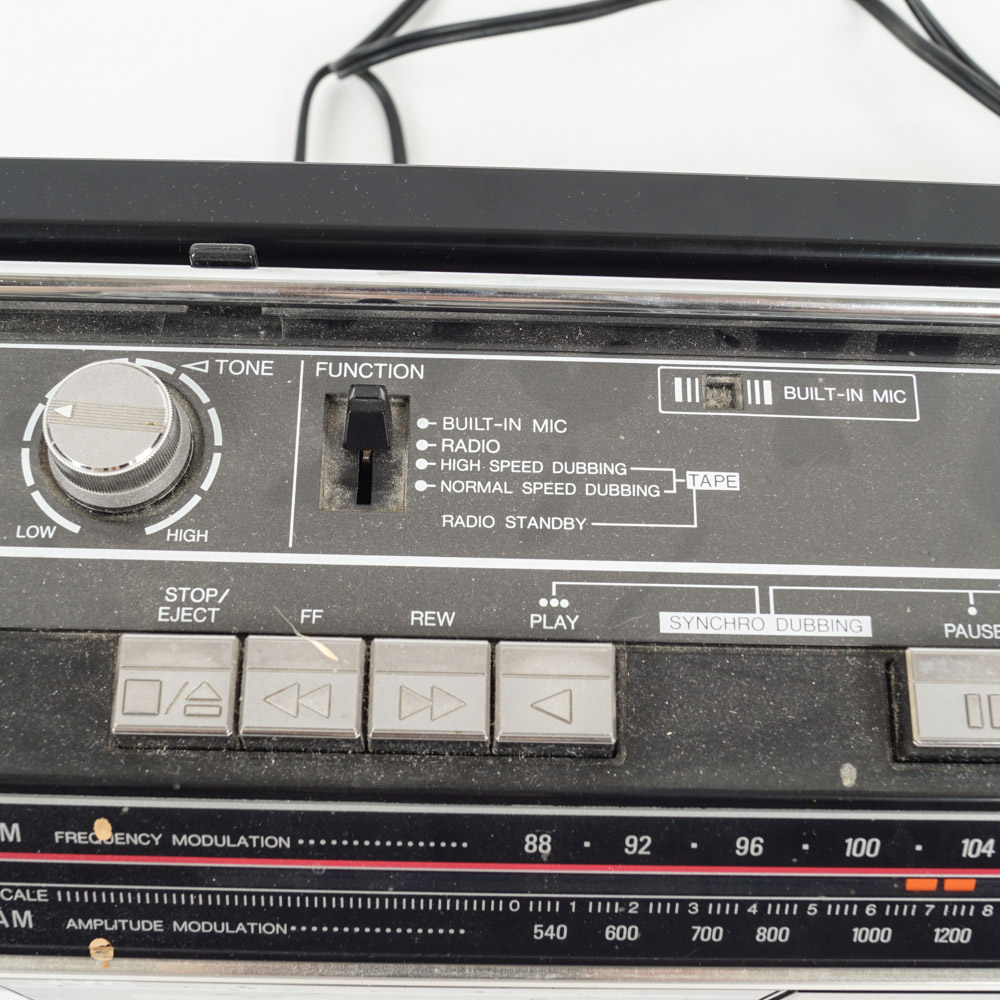 TONE
LOW
HIGH
FUNCTION
BUILT-IN MIC
RADIO
HIGH SPEED DUBBING
NORMAL SPEED DUBBING
TAPE
RADIO STANDBY
BUILT-IN MIC
STOP/
EJECT
FF
REW
PLAY
SYNCHRO DUBBING
PAUSE
M FREQUENCY MODULATION 88 · 92 · 96 · 100 · 104
SCALE 0 1 2 3 4 5 6 7 8
AM AMPLITUDE MODULATION 540 600 700 800 1000 1200